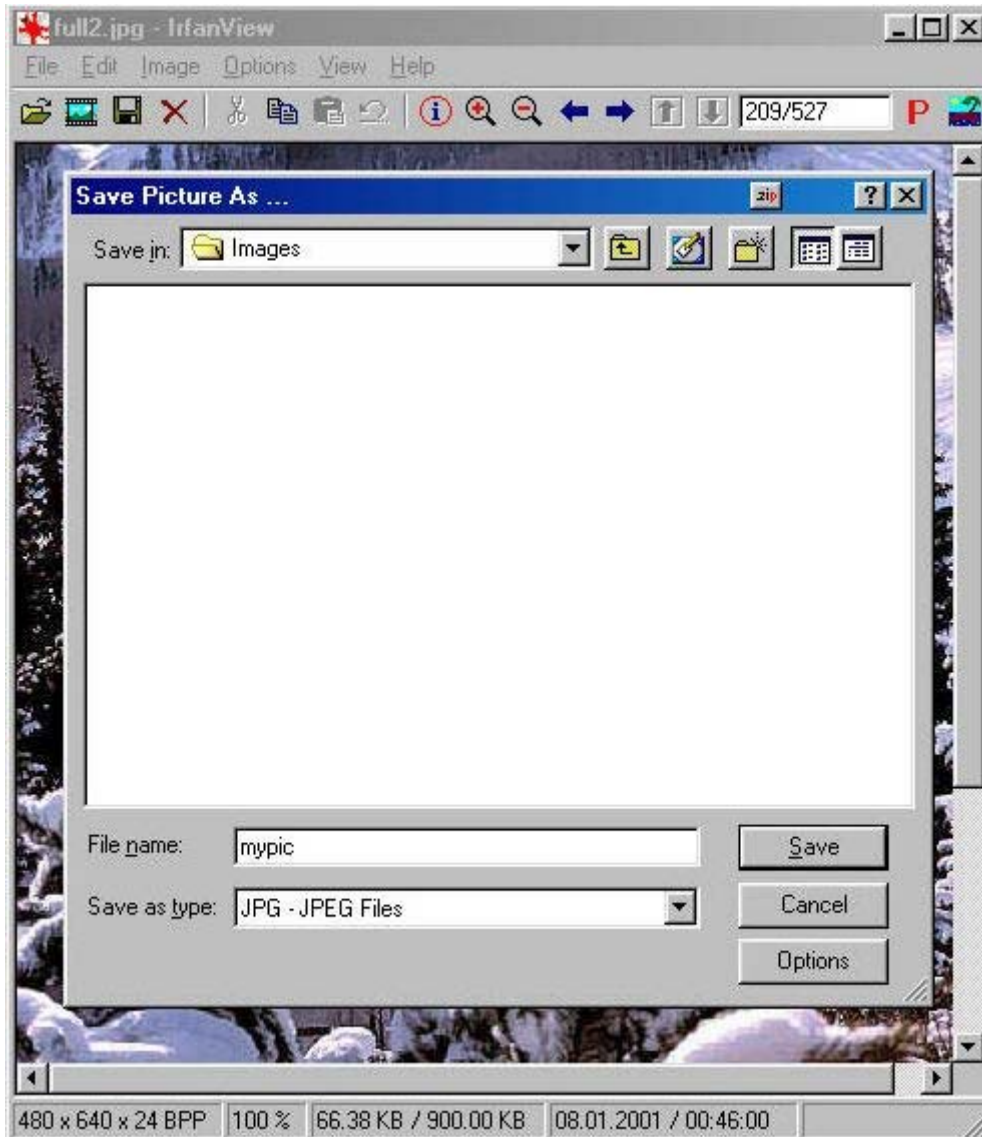 full2.jpg - IrfanView
File Edit Image Options View Help
209/527 P
Save Picture As ...
zip ?
Save in: Images
File name: mypic Save
Save as type: JPG - JPEG Files Cancel
Options
480 x 640 x 24 BPP 100 % 66.38 KB / 900.00 KB 08.01.2001 / 00:46:00